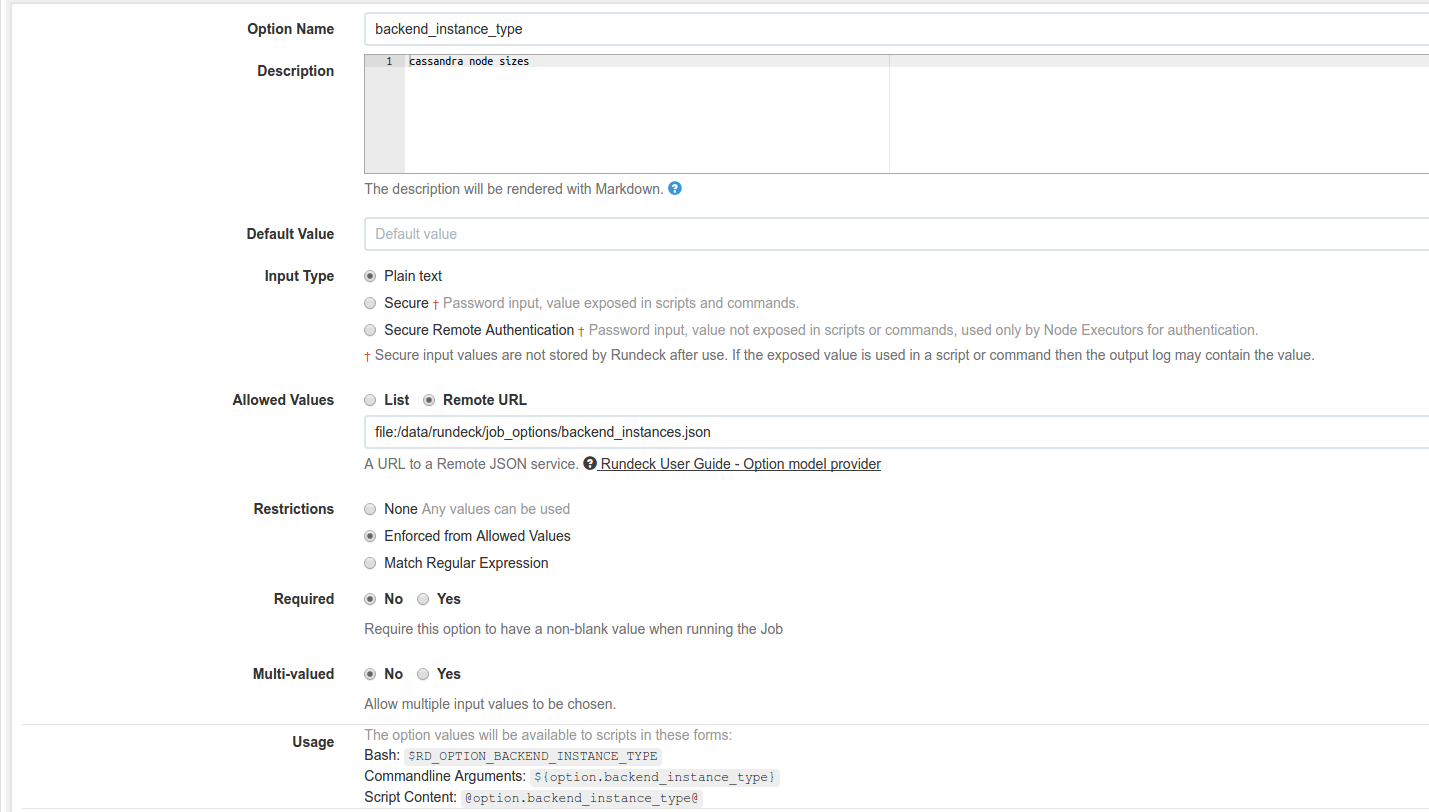 Option Name backend_instance_type
Description 1 cassandra node sizes
The description will be rendered with Markdown. ?
Default Value Default value
Input Type Plain text
Secure † Password input, value exposed in scripts and commands.
Secure Remote Authentication † Password input, value not exposed in scripts or commands, used only by Node Executors for authentication.
† Secure input values are not stored by Rundeck after use. If the exposed value is used in a script or command then the output log may contain the value.
Allowed Values List Remote URL
file:/data/rundeck/job_options/backend_instances.json
A URL to a Remote JSON service. ? Rundeck User Guide - Option model provider
Restrictions None Any values can be used
Enforced from Allowed Values
Match Regular Expression
Required No Yes
Require this option to have a non-blank value when running the Job
Multi-valued No Yes
Allow multiple input values to be chosen.
Usage The option values will be available to scripts in these forms:
Bash: $RD_OPTION_BACKEND_INSTANCE_TYPE
Commandline Arguments: ${option.backend_instance_type}
Script Content: @option.backend_instance_type@